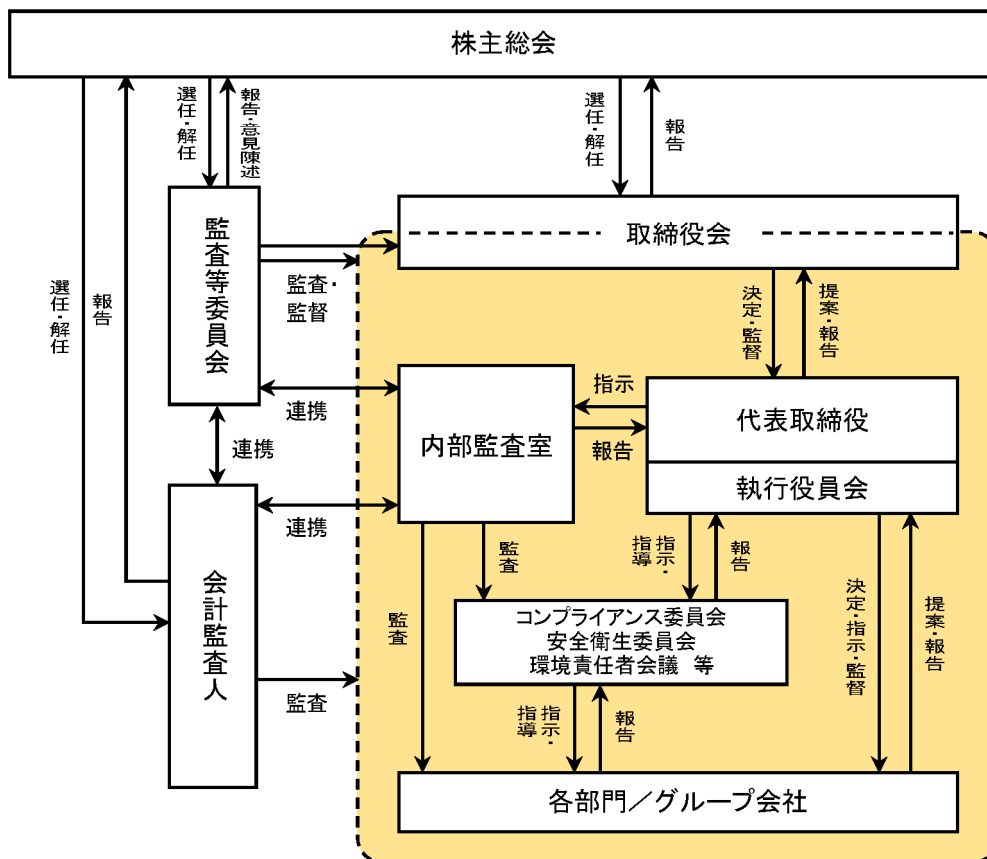 株主総会
選任・解任
報告
選任・解任
報告・意見陳述
選任・解任
報告
監査等委員会
取締役会
監査・
監督
決定・監督
提案・報告
連携
内部監査室
指示
報告
代表取締役
執行役員会
連携
会計監査人
連携
監査
監査
監査
指示・
指導
報告
コンプライアンス委員会
安全衛生委員会
環境責任者会議 等
決定・指示・監督
提案・報告
指示・
指導
報告
各部門／グループ会社